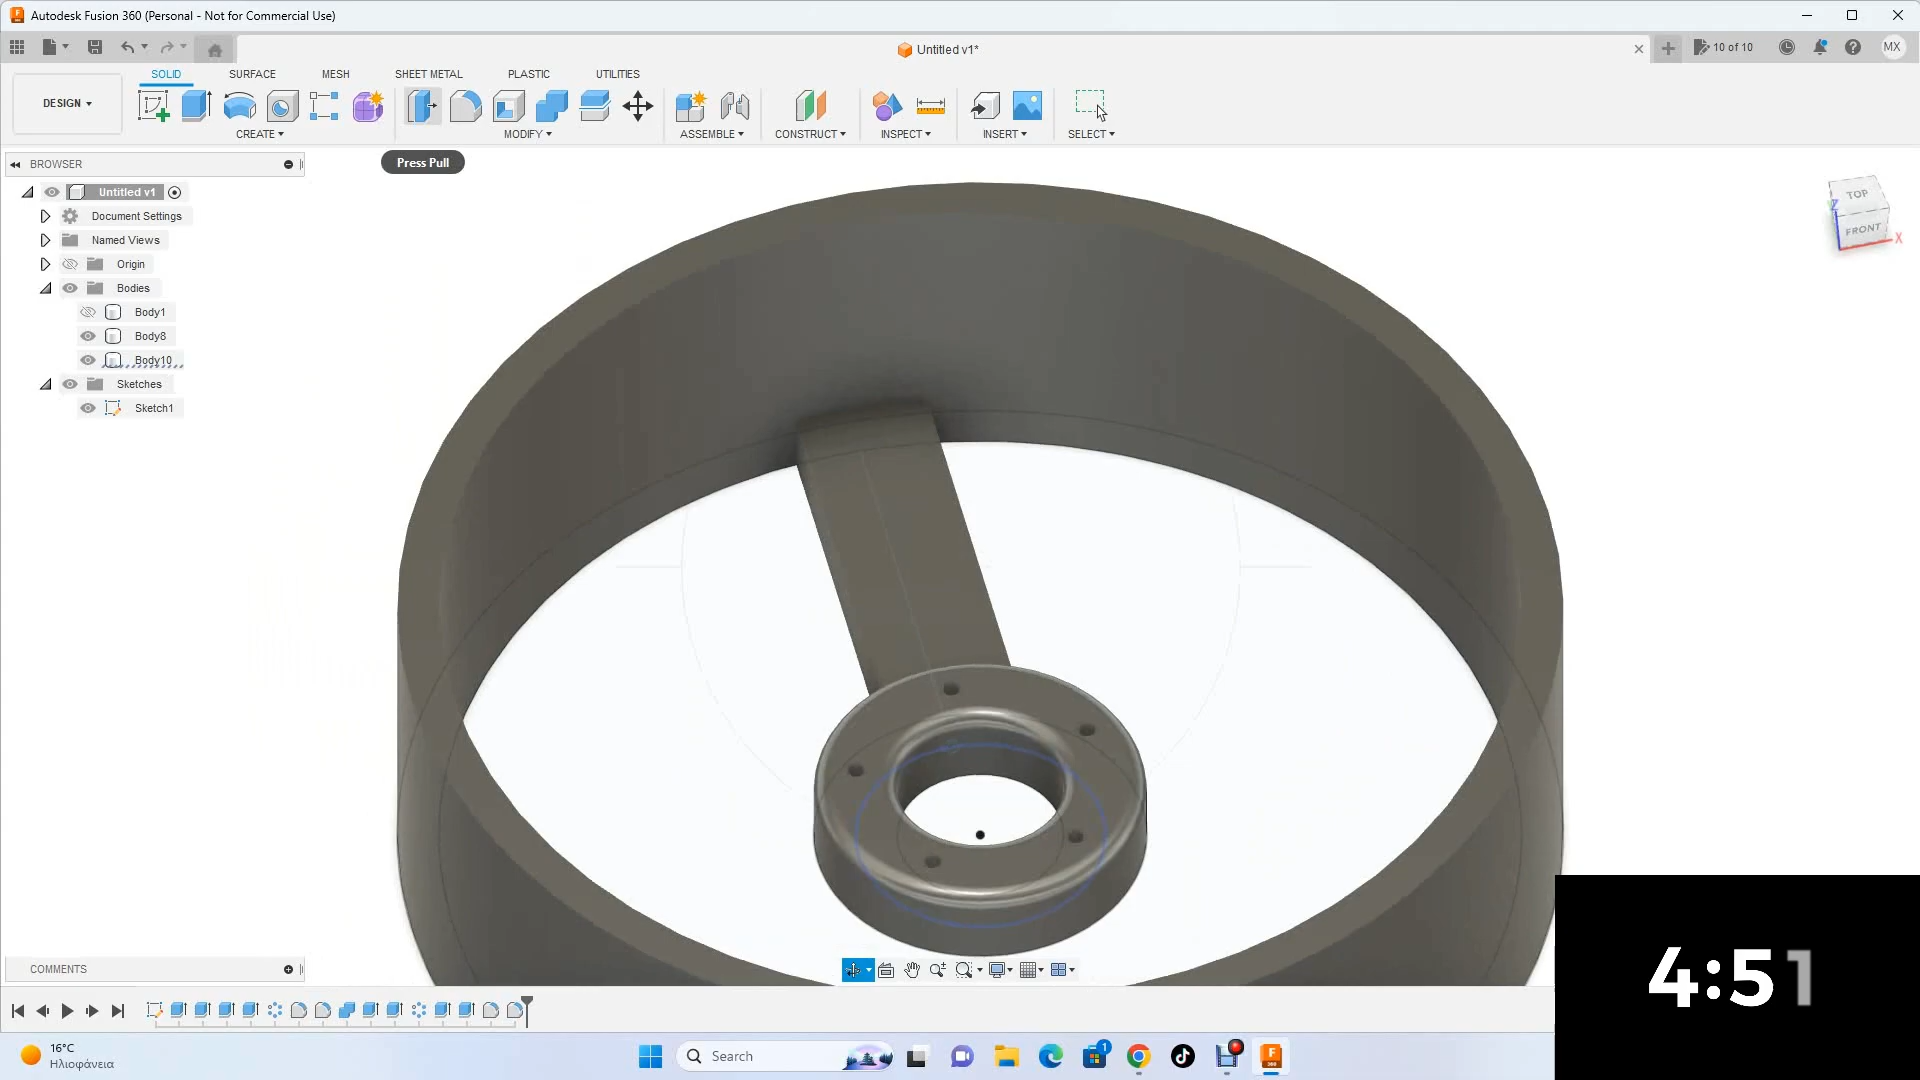 Autodesk Fusion 360 (Personal - Not for Commercial Use)
Untitled v1*
10 of 10
MX
DESIGN
SOLID
SURFACE
MESH
SHEET METAL
PLASTIC
UTILITIES
CREATE
MODIFY
ASSEMBLE
CONSTRUCT
INSPECT
INSERT
SELECT
BROWSER
Press Pull
Untitled v1
Document Settings
Named Views
Origin
Bodies
Body1
Body8
Body10
Sketches
Sketch1
TOP
FRONT
Z
X
COMMENTS
4:51
16°C
Ηλιοφάνεια
Search
1